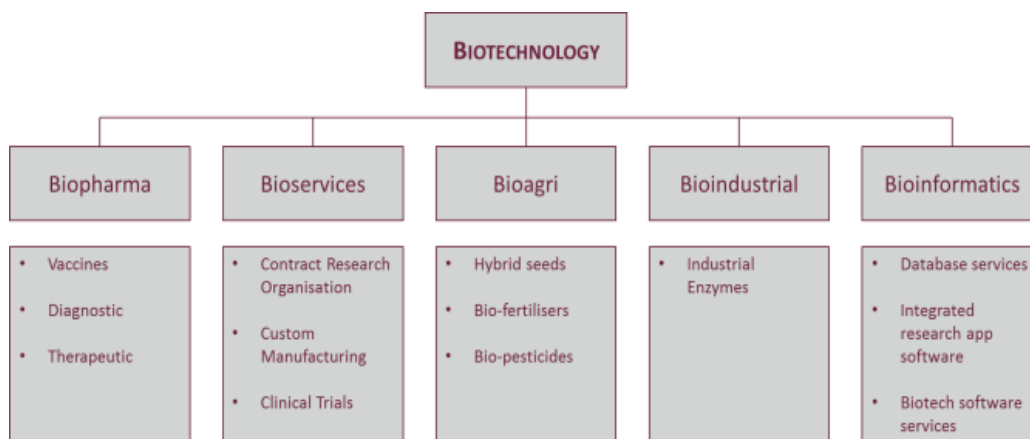 BIOTECHNOLOGY
Biopharma
Bioservices
Bioagri
Bioindustrial
Bioinformatics
• Vaccines
• Diagnostic
• Therapeutic
• Contract Research
Organisation
• Custom
Manufacturing
• Clinical Trials
• Hybrid seeds
• Bio-fertilisers
• Bio-pesticides
• Industrial
Enzymes
• Database services
• Integrated
research app
software
• Biotech software
services